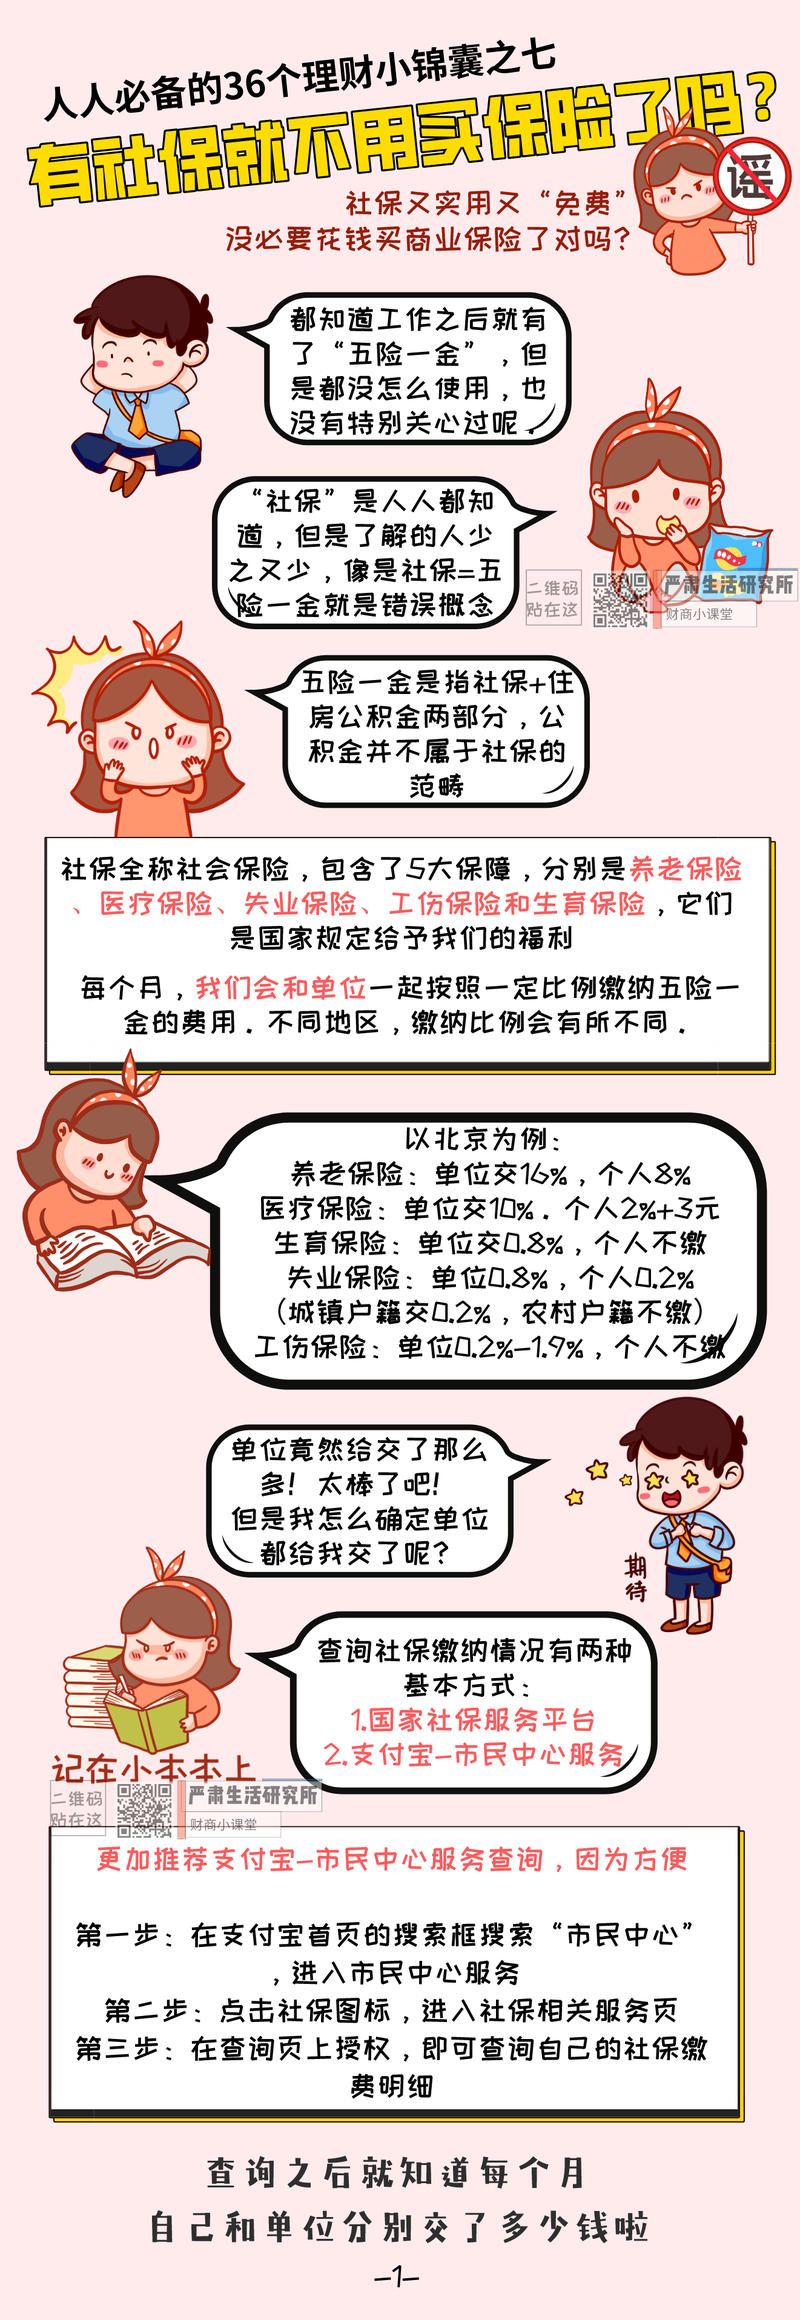 人人必备的36个理财小锦囊之七
有社保就不用买保险了吗？
谣
社保又实用又“免费”
没必要花钱买商业保险了对吗？
都知道工作之后就有
了“五险一金”，但
是都没怎么使用，也
没有特别关心过呢．
“社保”是人人都知
道，但是了解的人少
之又少，像是社保=五
险一金就是错误概念
二维码
贴在这
严肃生活研究所
财商小课堂
五险一金是指社保+住
房公积金两部分，公
积金并不属于社保的
范畴
社保全称社会保险，包含了5大保障，分别是养老保险
、医疗保险、失业保险、工伤保险和生育保险，它们
是国家规定给予我们的福利
每个月，我们会和单位一起按照一定比例缴纳五险一
金的费用．不同地区，缴纳比例会有所不同．
以北京为例：
养老保险：单位交16%，个人8%
医疗保险：单位交10%．个人2%+3元
生育保险：单位交0.8%，个人不缴
失业保险：单位0.8%，个人0.2%
（城镇户籍交0.2%，农村户籍不缴）
工伤保险：单位0.2%-1.9%，个人不缴
单位竟然给交了那么
多！太棒了吧！
但是我怎么确定单位
都给我交了呢？
期待
查询社保缴纳情况有两种
基本方式：
1.国家社保服务平台
2.支付宝-市民中心服务
记在小本本上
二维码
贴在这
严肃生活研究所
财商小课堂
更加推荐支付宝-市民中心服务查询，因为方便
第一步：在支付宝首页的搜索框搜索“市民中心”
，进入市民中心服务
第二步：点击社保图标，进入社保相关服务页
第三步：在查询页上授权，即可查询自己的社保缴
费明细
查询之后就知道每个月
自己和单位分别交了多少钱啦
-1-